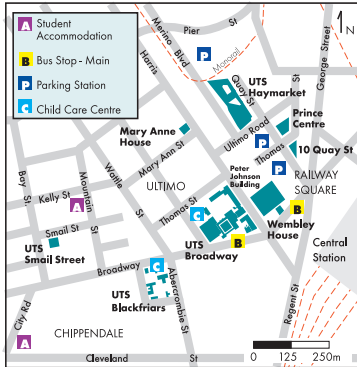 A Student
Accommodation
B Bus Stop - Main
P Parking Station
C Child Care Centre
Pier St
Merino Blvd
Monorail
Harris
P
N
UTS
Haymarket
Quay St
George Street
Prince
Centre
Mary Anne
House
Ultimo Road
P
10 Quay St
Thomas
P
Mary Ann St
Bay St
Mountain St
Wattle St
Kelly St
A
ULTIMO
Peter
Johnson
Building
RAILWAY
SQUARE
B
Thomas St
C
Smail St
UTS
Smail Street
UTS
Broadway
B
Wembley
House
Central
Station
Broadway
C
UTS
Blackfriars
Abercrombie St
Regent St
City Rd
CHIPPENDALE
A
Cleveland St
0 125 250m